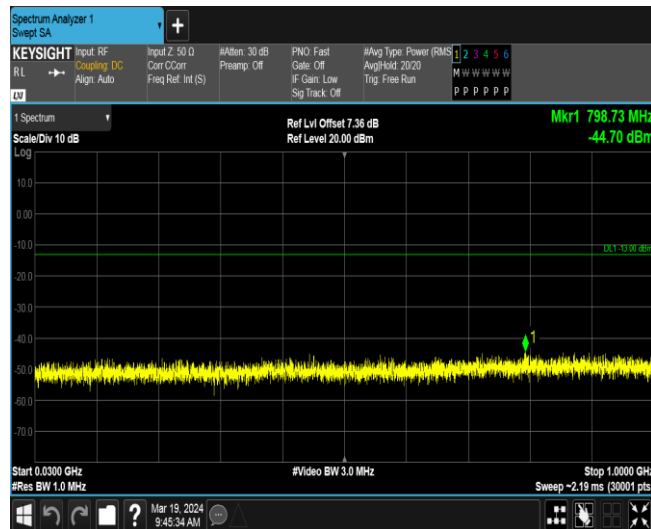 Spectrum Analyzer 1
Swept SA
KEYSIGHT
RL
LXI
Input: RF
Coupling: DC
Align: Auto
Input Z: 50 Ω
Corr CCorr
Freq Ref: Int (S)
#Atten: 30 dB
Preamp: Off
PNO: Fast
Gate: Off
IF Gain: Low
Sig Track: Off
#Avg Type: Power (RMS
Avg|Hold: 20/20
Trig: Free Run
1 2 3 4 5 6
M W W W W W
P P P P P P
1 Spectrum
Scale/Div 10 dB
Log
Ref Lvl Offset 7.36 dB
Ref Level 20.00 dBm
Mkr1 798.73 MHz
-44.70 dBm
10.0
0.00
-10.0
DL1 -13.00 dBm
-20.0
-30.0
-40.0
1
-50.0
-60.0
-70.0
Start 0.0300 GHz
#Res BW 1.0 MHz
#Video BW 3.0 MHz
Stop 1.0000 GHz
Sweep ~2.19 ms (30001 pts
?
Mar 19, 2024
9:45:34 AM